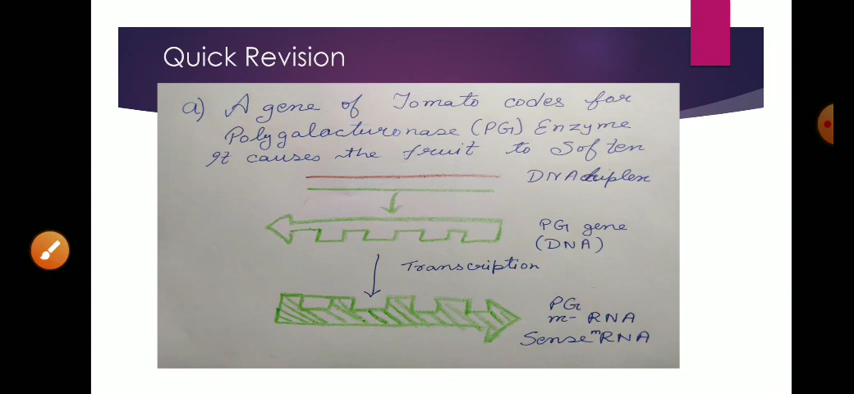 Quick Revision
a) A gene of Tomato codes for
Polygalacturonase (PG) Enzyme
It causes the fruit to Soften
DNA duplex
PG gene
(DNA)
Transcription
PG
m- RNA
Sense mRNA